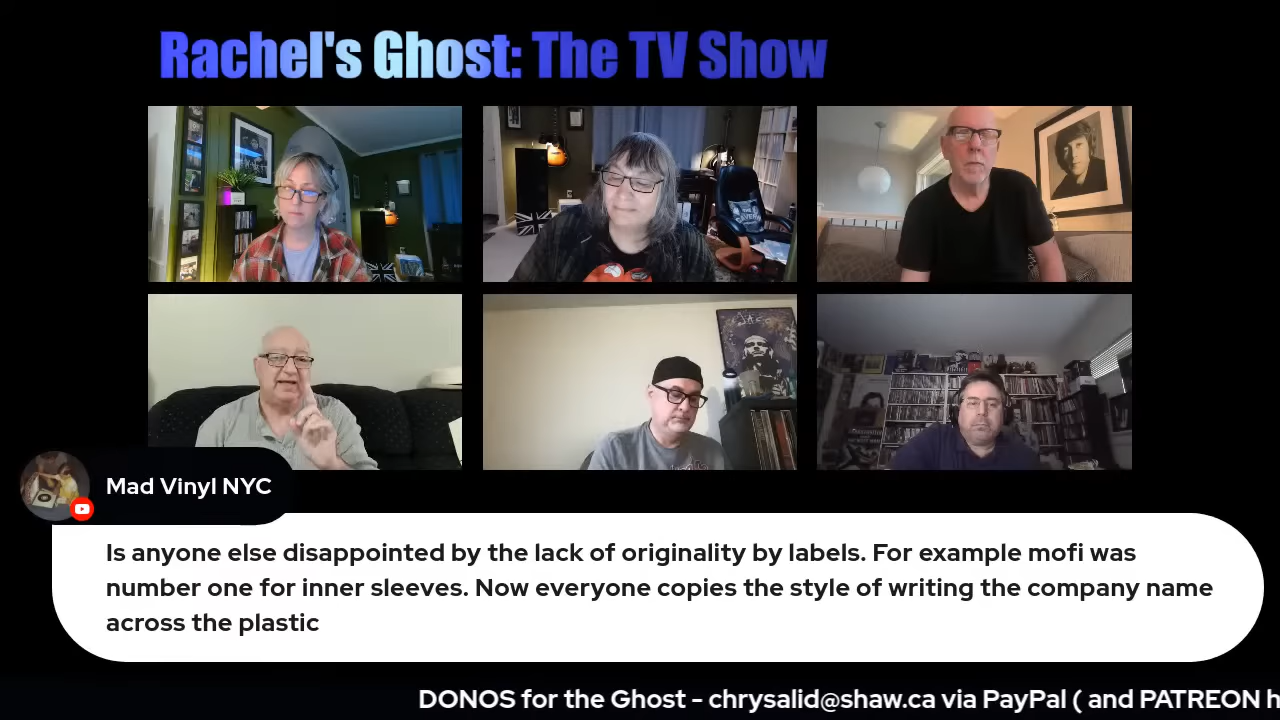 Rachel's Ghost: The TV Show
Mad Vinyl NYC
Is anyone else disappointed by the lack of originality by labels. For example mofi was
number one for inner sleeves. Now everyone copies the style of writing the company name
across the plastic
DONOS for the Ghost - chrysalid@shaw.ca via PayPal ( and PATREON h